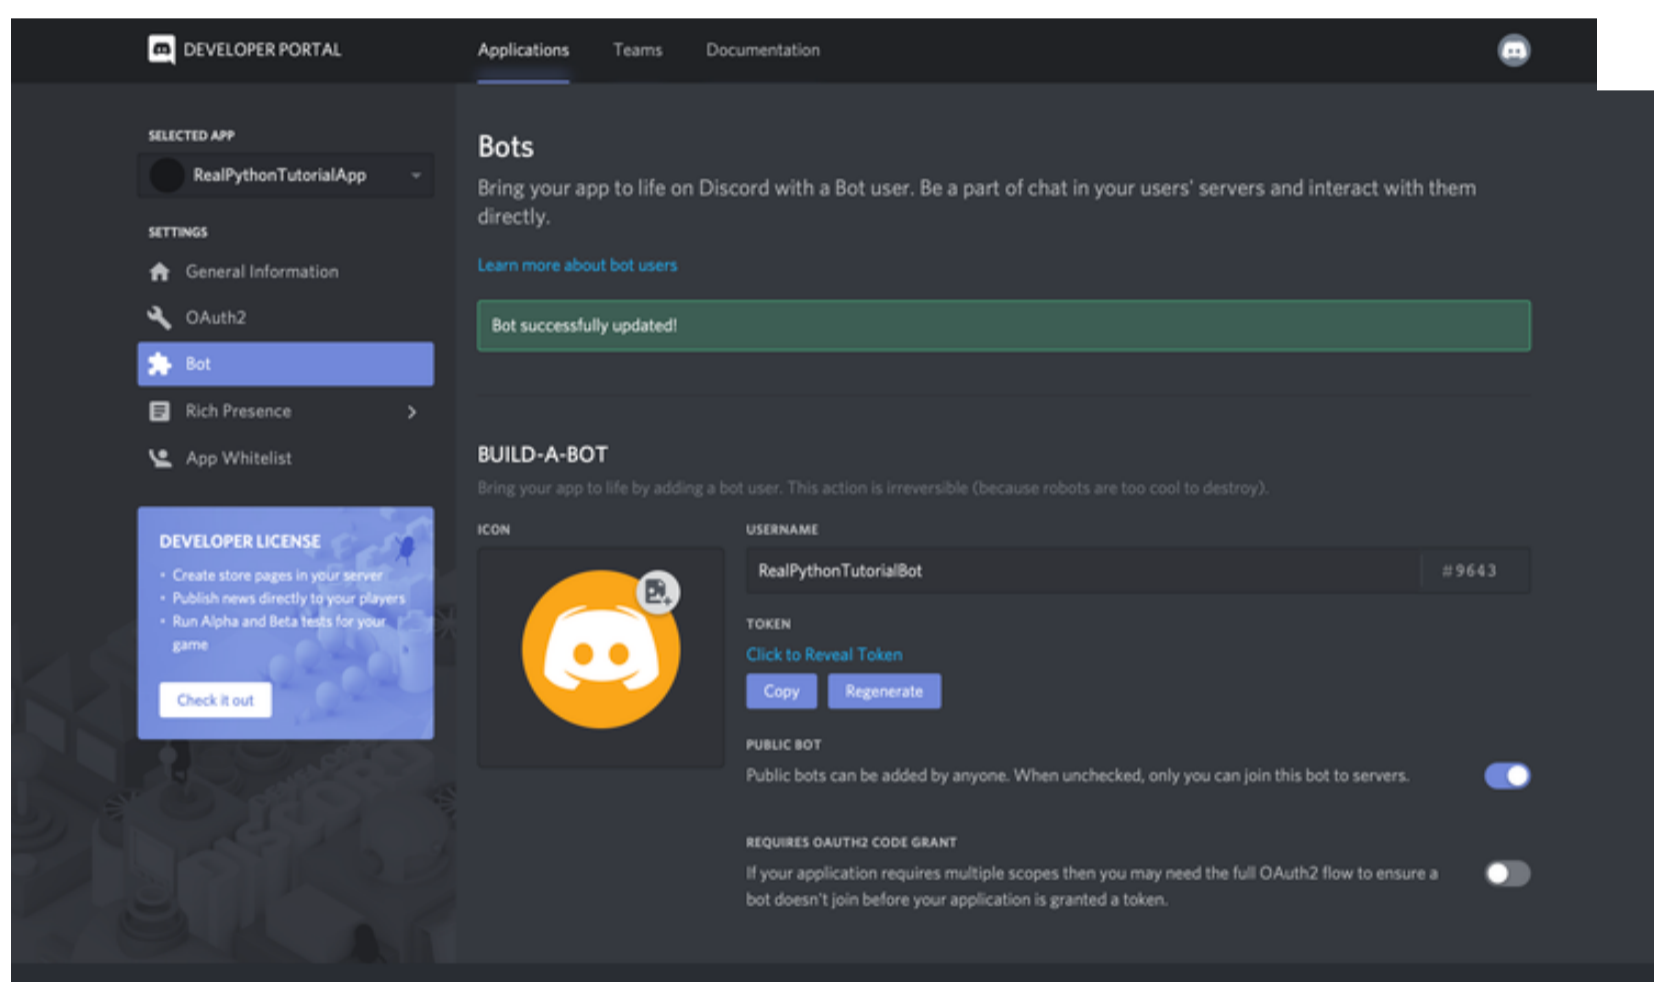 DEVELOPER PORTAL
Applications
Teams
Documentation
SELECTED APP
RealPythonTutorialApp
SETTINGS
General Information
OAuth2
Bot
Rich Presence
App Whitelist
DEVELOPER LICENSE
• Create store pages in your server
• Publish news directly to your players
• Run Alpha and Beta tests for your
game
Check it out
Bots
Bring your app to life on Discord with a Bot user. Be a part of chat in your users' servers and interact with them
directly.
Learn more about bot users
Bot successfully updated!
BUILD-A-BOT
Bring your app to life by adding a bot user. This action is irreversible (because robots are too cool to destroy).
ICON
USERNAME
RealPythonTutorialBot
#9643
TOKEN
Click to Reveal Token
Copy
Regenerate
PUBLIC BOT
Public bots can be added by anyone. When unchecked, only you can join this bot to servers.
REQUIRES OAUTH2 CODE GRANT
If your application requires multiple scopes then you may need the full OAuth2 flow to ensure a
bot doesn't join before your application is granted a token.